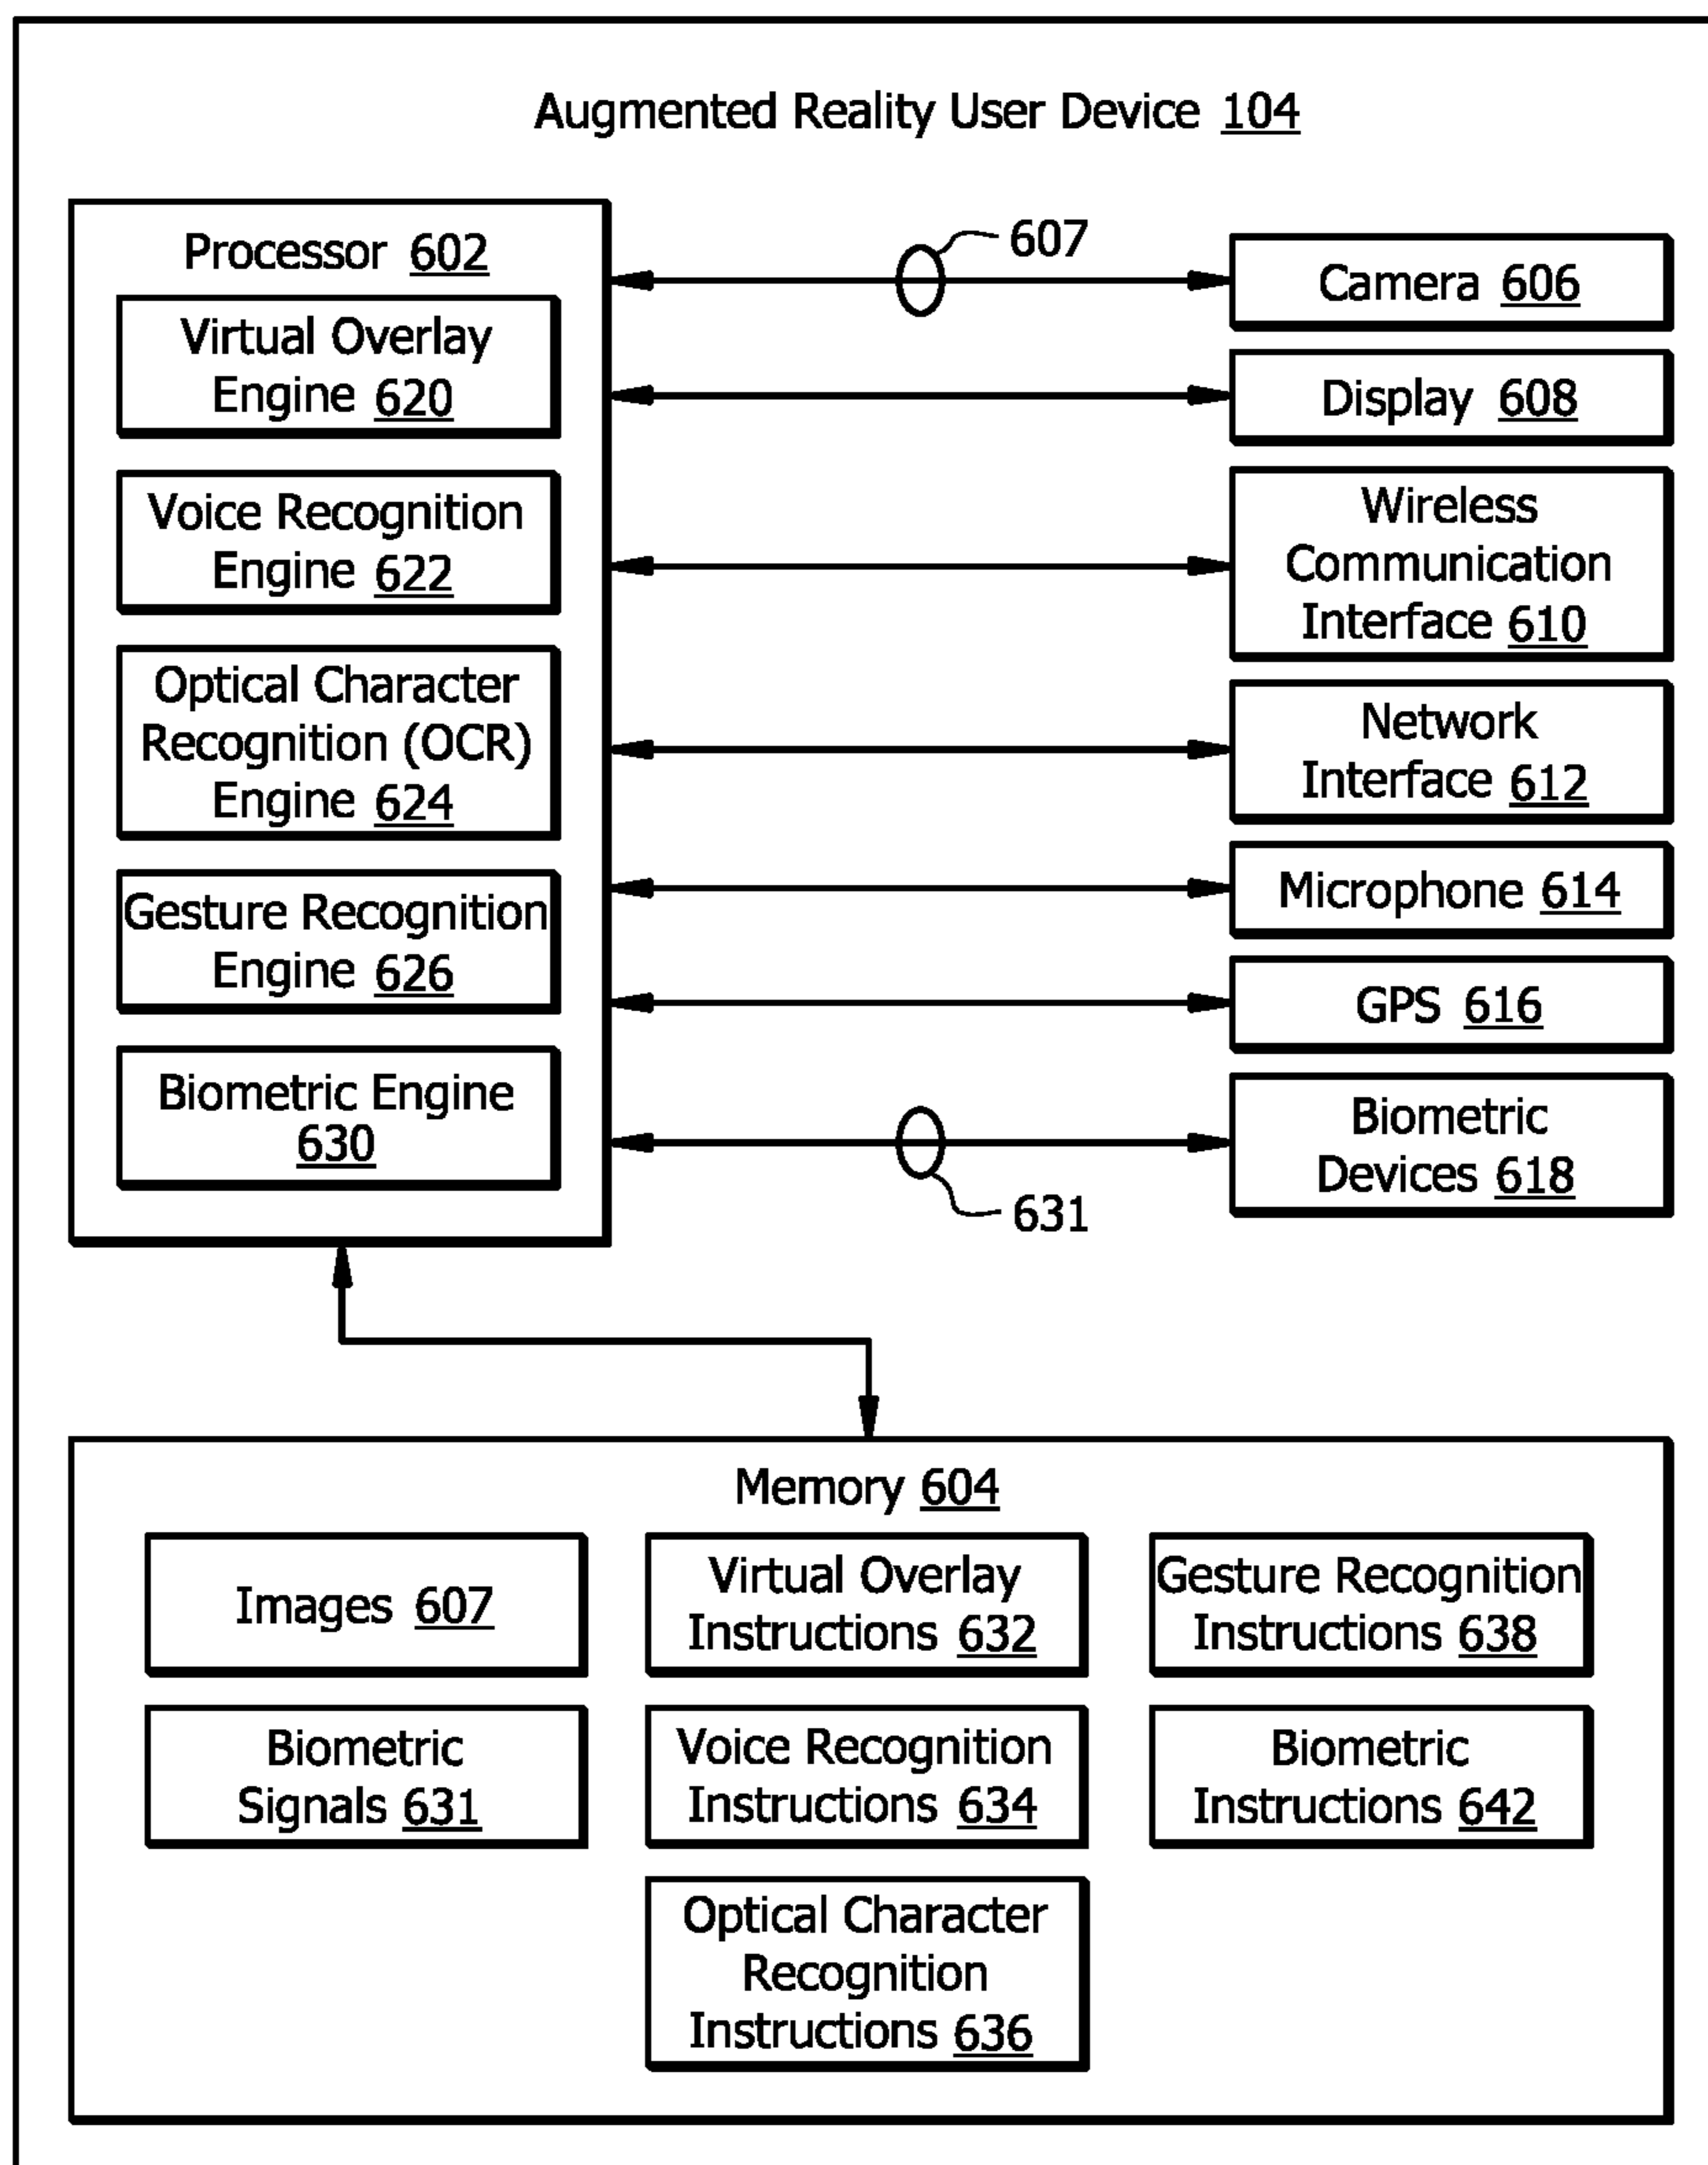 Augmented Reality User Device 104
Processor 602
Virtual Overlay
Engine 620
Voice Recognition
Engine 622
Optical Character
Recognition (OCR)
Engine 624
Gesture Recognition
Engine 626
Biometric Engine
630
607
631
Camera 606
Display 608
Wireless
Communication
Interface 610
Network
Interface 612
Microphone 614
GPS 616
Biometric
Devices 618
Memory 604
Images 607
Biometric
Signals 631
Virtual Overlay
Instructions 632
Voice Recognition
Instructions 634
Optical Character
Recognition
Instructions 636
Gesture Recognition
Instructions 638
Biometric
Instructions 642